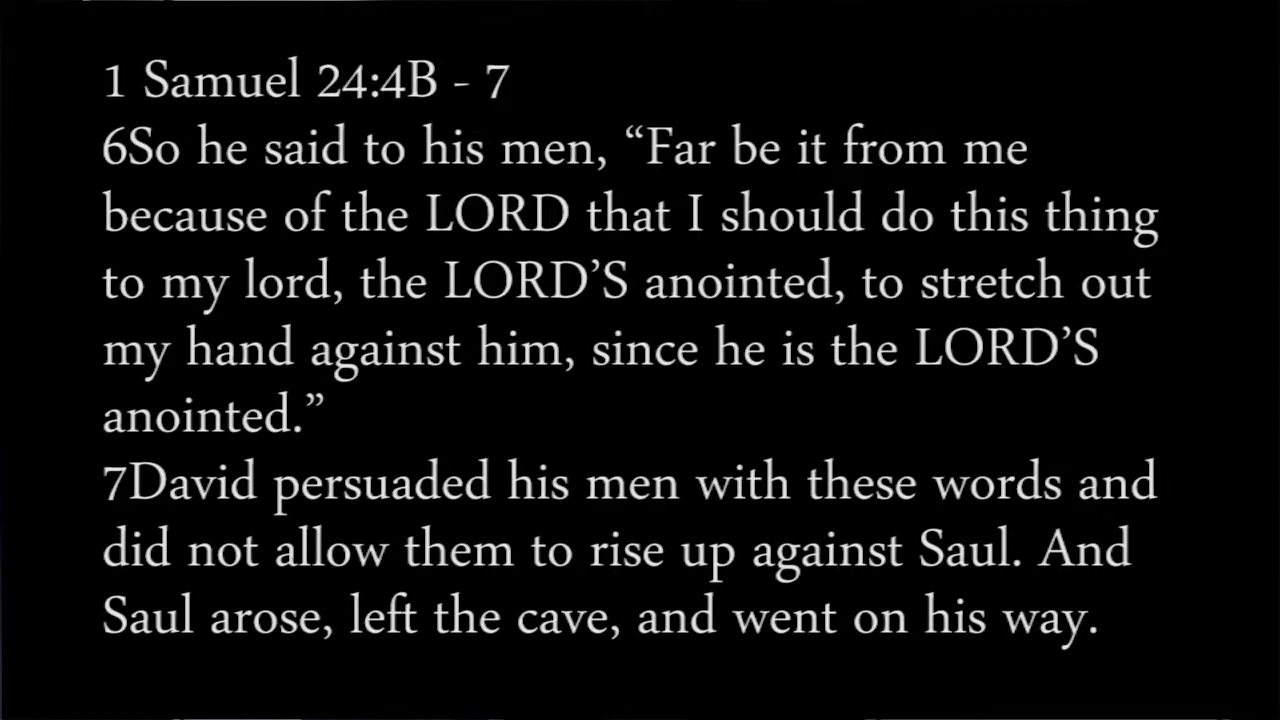 1 Samuel 24:4B - 7
6So he said to his men, “Far be it from me
because of the LORD that I should do this thing
to my lord, the LORD’S anointed, to stretch out
my hand against him, since he is the LORD’S
anointed.”
7David persuaded his men with these words and
did not allow them to rise up against Saul. And
Saul arose, left the cave, and went on his way.